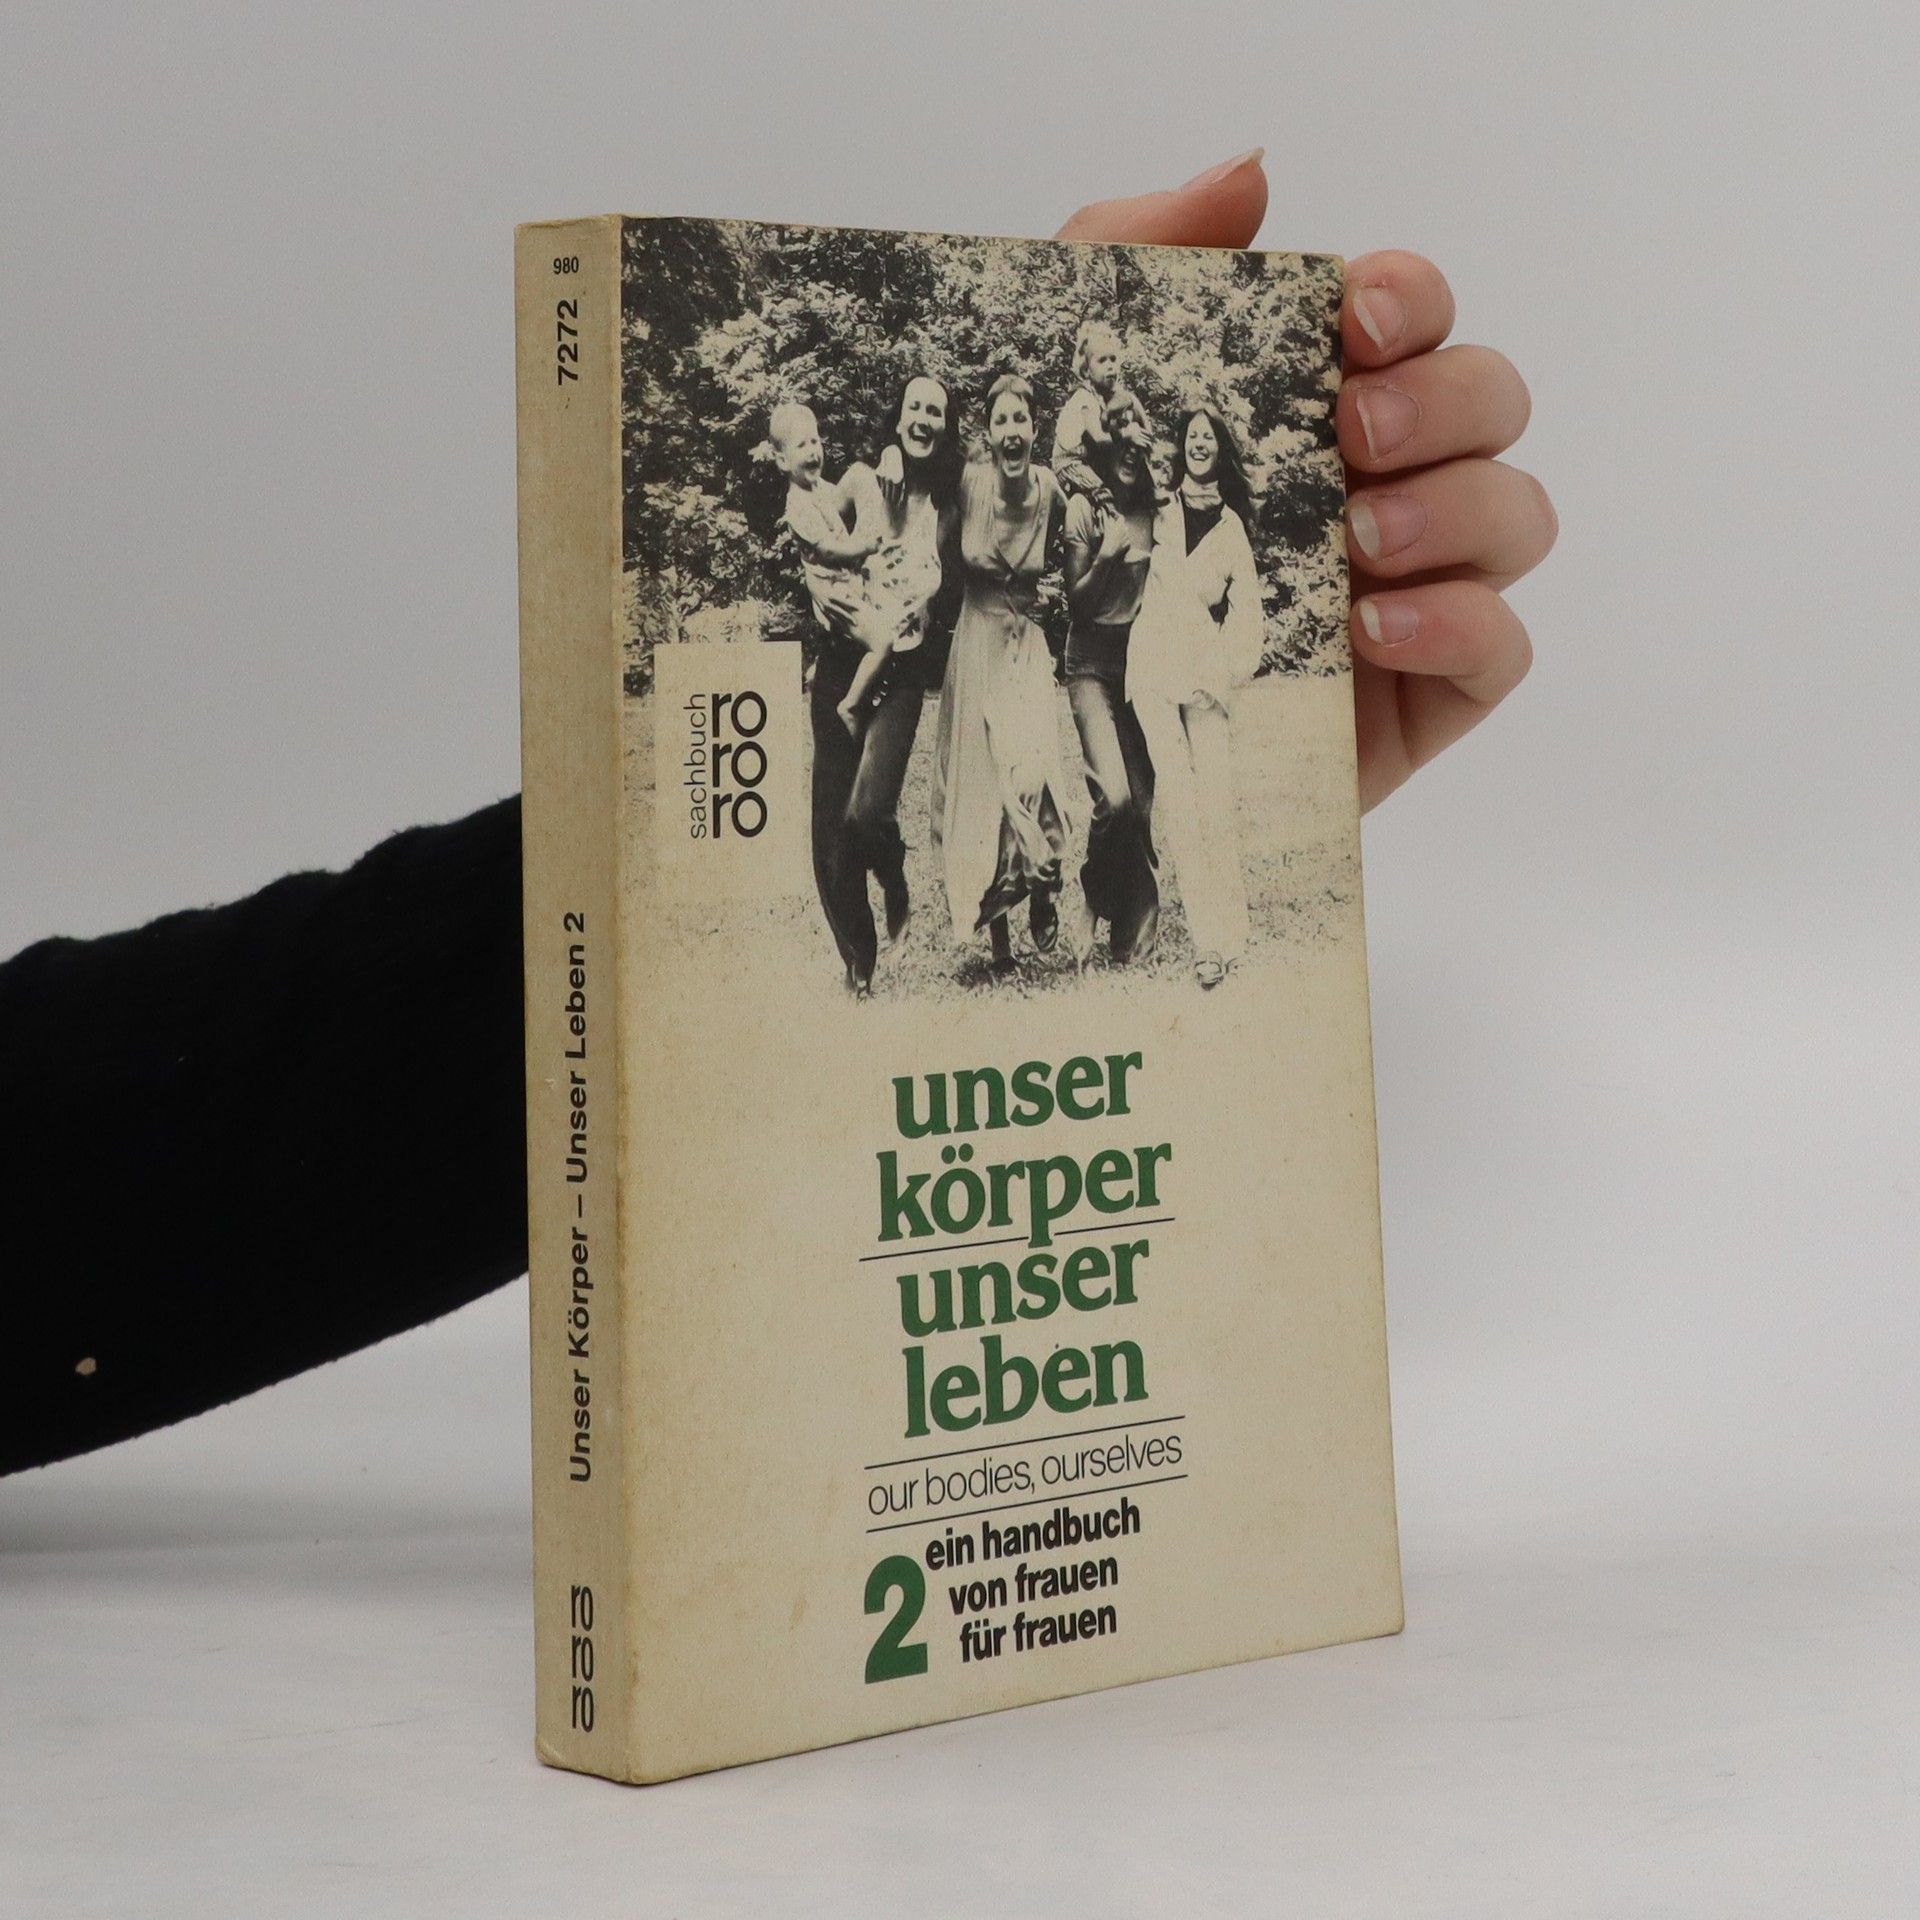 980
7272
Unser Körper – Unser Leben 2
ro
ro
ro
sachbuch
ro
ro
ro
unser
körper
unser
leben
our bodies, ourselves
2
ein handbuch
von frauen
für frauen